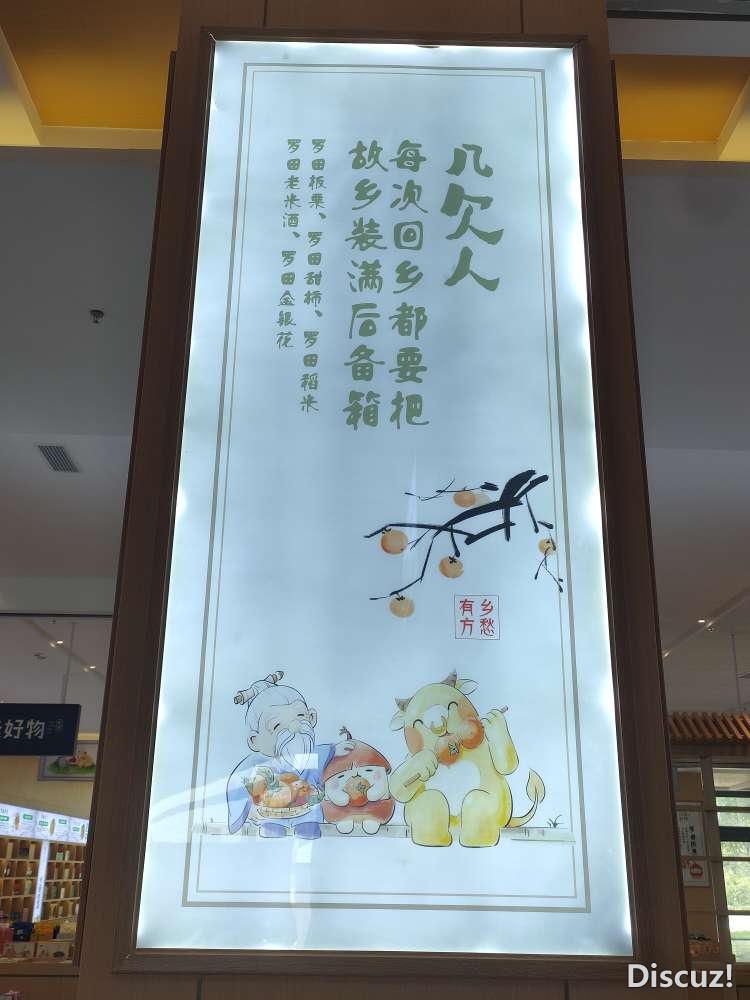 几欠人
每次回乡都要把
故乡装满后备箱
罗田板栗、罗田甜柿、罗田稻米
罗田老米酒、罗田金银花
乡愁
有方
好物
Discuz!